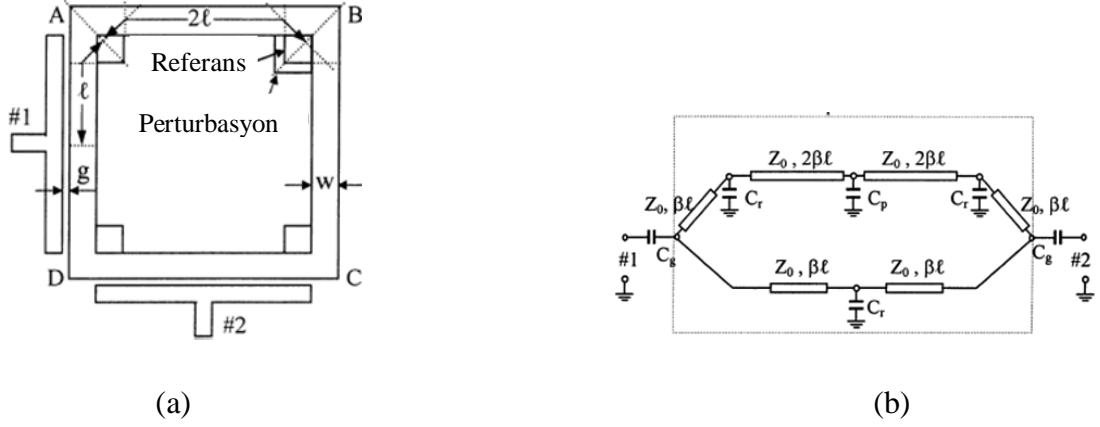 A
2ℓ
B
Referans
ℓ
#1
Perturbasyon
g
w
D
C
#2
Z₀ , 2βℓ
Z₀ , 2βℓ
Z₀, βℓ
Cᵣ
Cₚ
Cᵣ
Z₀, βℓ
#1
C_g
Z₀ , βℓ
Z₀ , βℓ
C_g
#2
Cᵣ
(a)
(b)